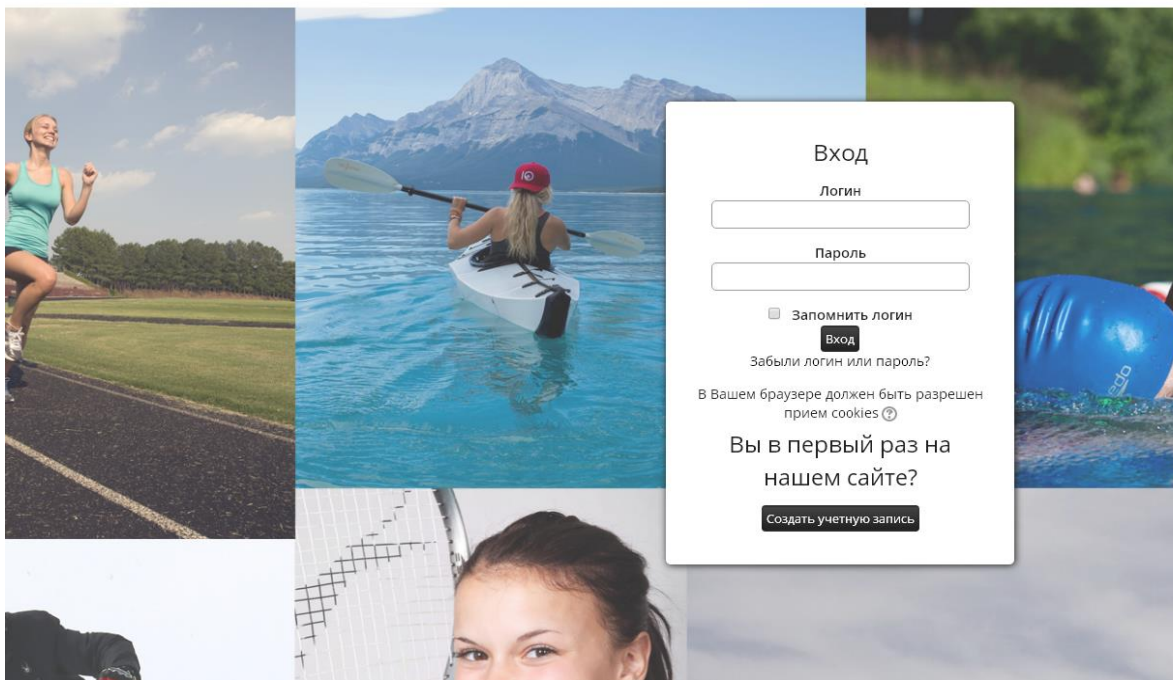 Вход
Логин
Пароль
Запомнить логин
Вход
Забыли логин или пароль?
В Вашем браузере должен быть разрешен
прием cookies
Вы в первый раз на
нашем сайте?
Создать учетную запись